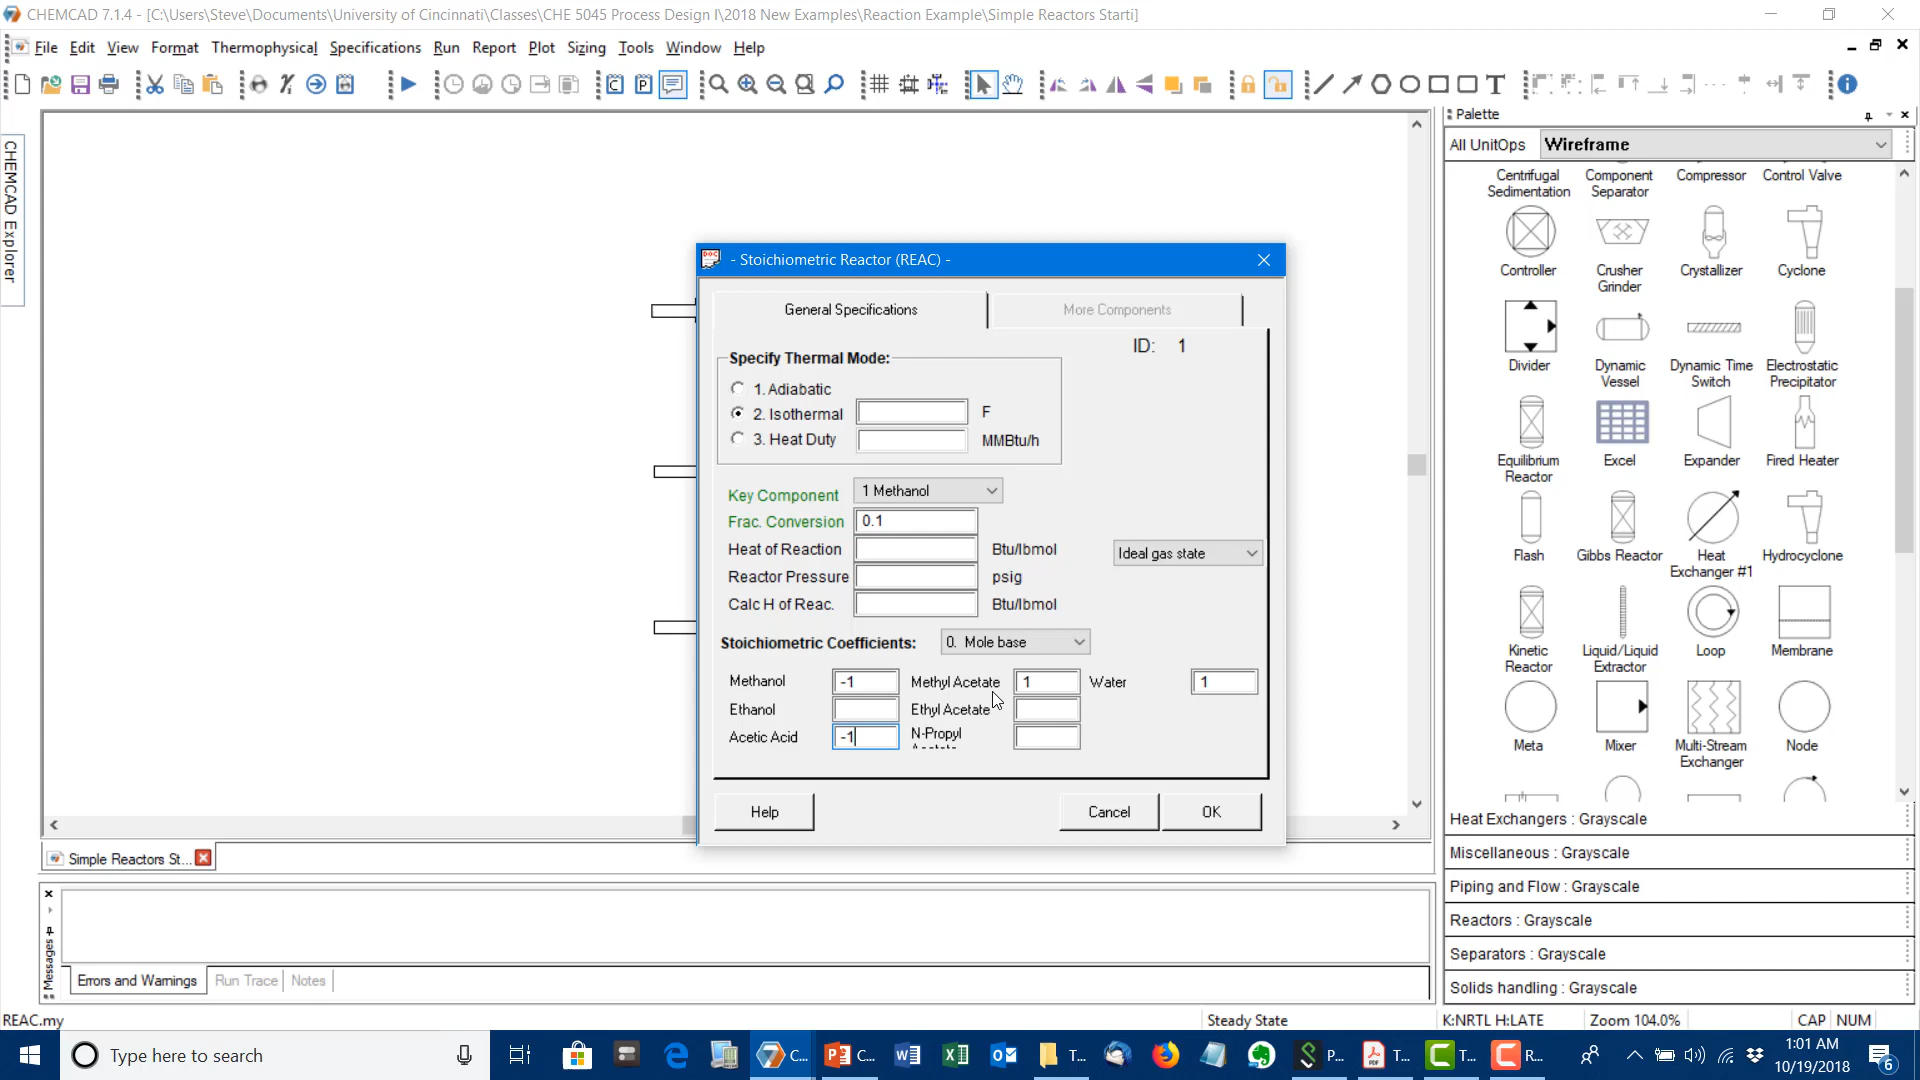 CHEMCAD 7.1.4 - [C:\Users\Steve\Documents\University of Cincinnati\Classes\CHE 5045 Process Design I\2018 New Examples\Reaction Example\Simple Reactors Starti]
File Edit View Format Thermophysical Specifications Run Report Plot Sizing Tools Window Help
CHEMCAD Explorer
Palette
All UnitOps Wireframe
Centrifugal Sedimentation
Component Separator
Compressor
Control Valve
Controller
Crusher Grinder
Crystallizer
Cyclone
Divider
Dynamic Vessel
Dynamic Time Switch
Electrostatic Precipitator
Equilibrium Reactor
Excel
Expander
Fired Heater
Flash
Gibbs Reactor
Heat Exchanger #1
Hydrocyclone
Kinetic Reactor
Liquid/Liquid Extractor
Loop
Membrane
Meta
Mixer
Multi-Stream Exchanger
Node
Heat Exchangers : Grayscale
Miscellaneous : Grayscale
Piping and Flow : Grayscale
Reactors : Grayscale
Separators : Grayscale
Solids handling : Grayscale
- Stoichiometric Reactor (REAC) -
General Specifications More Components
ID: 1
Specify Thermal Mode:
1. Adiabatic
2. Isothermal F
3. Heat Duty MMBtu/h
Key Component 1 Methanol
Frac. Conversion 0.1
Heat of Reaction Btu/lbmol Ideal gas state
Reactor Pressure psig
Calc H of Reac. Btu/lbmol
Stoichiometric Coefficients: 0. Mole base
Methanol -1 Methyl Acetate 1 Water 1
Ethanol Ethyl Acetate
Acetic Acid -1 N-Propyl
Help Cancel OK
Simple Reactors St...
Messages
Errors and Warnings Run Trace Notes
REAC.my Steady State K:NRTL H:LATE Zoom 104.0% CAP NUM
Type here to search C... C... T... P... T... T... R... 1:01 AM
10/19/2018 6